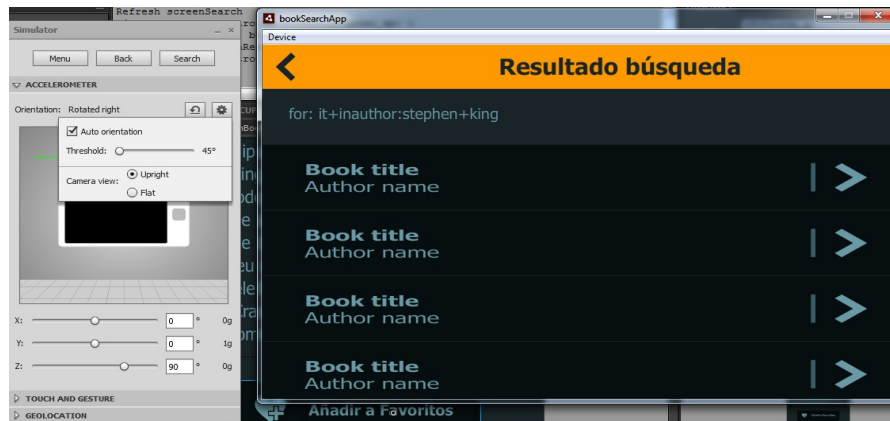 Refresh screenSearch
Simulator
Menu
Back
Search
ACCELEROMETER
Orientation: Rotated right
Auto orientation
Threshold:
45°
Camera view:
Upright
Flat
X:
0
°
0g
Y:
0
°
1g
Z:
90
°
0g
TOUCH AND GESTURE
GEOLOCATION
bookSearchApp
Device
Resultado búsqueda
for: it+inauthor:stephen+king
Book title
Author name
Book title
Author name
Book title
Author name
Book title
Author name
Añadir a Favoritos